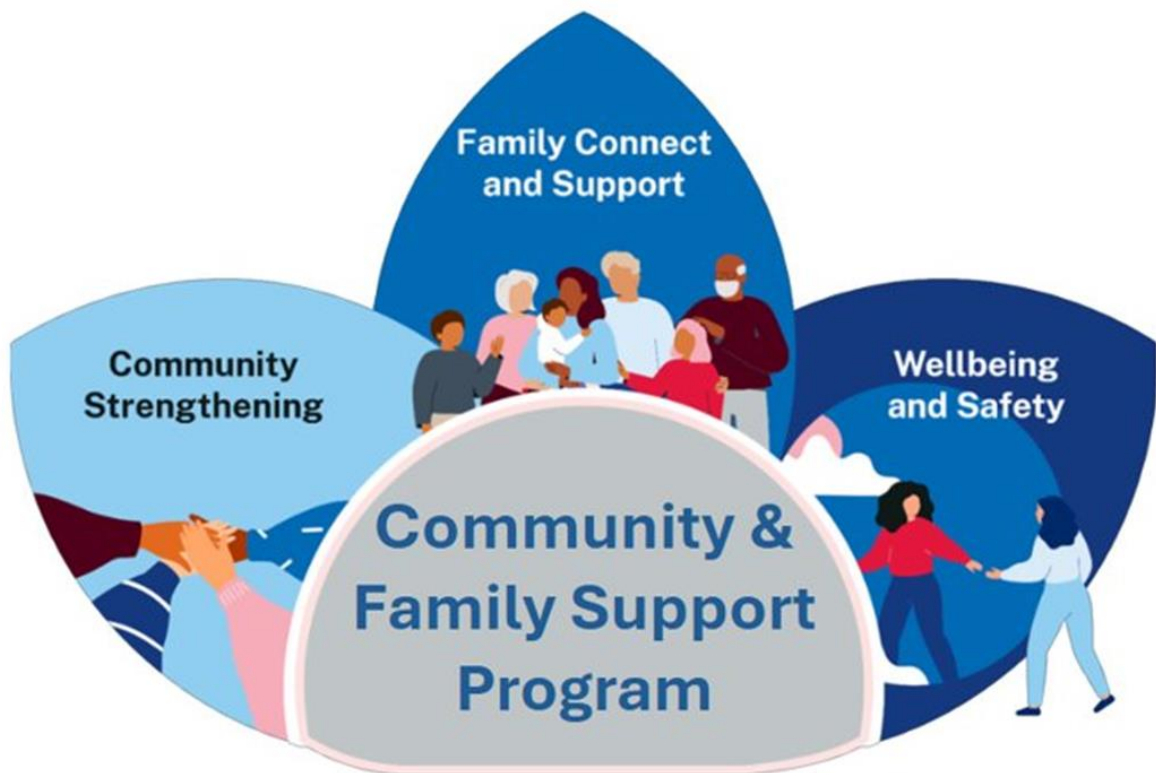 Family Connect
and Support
Community
Strengthening
Wellbeing
and Safety
Community &
Family Support
Program